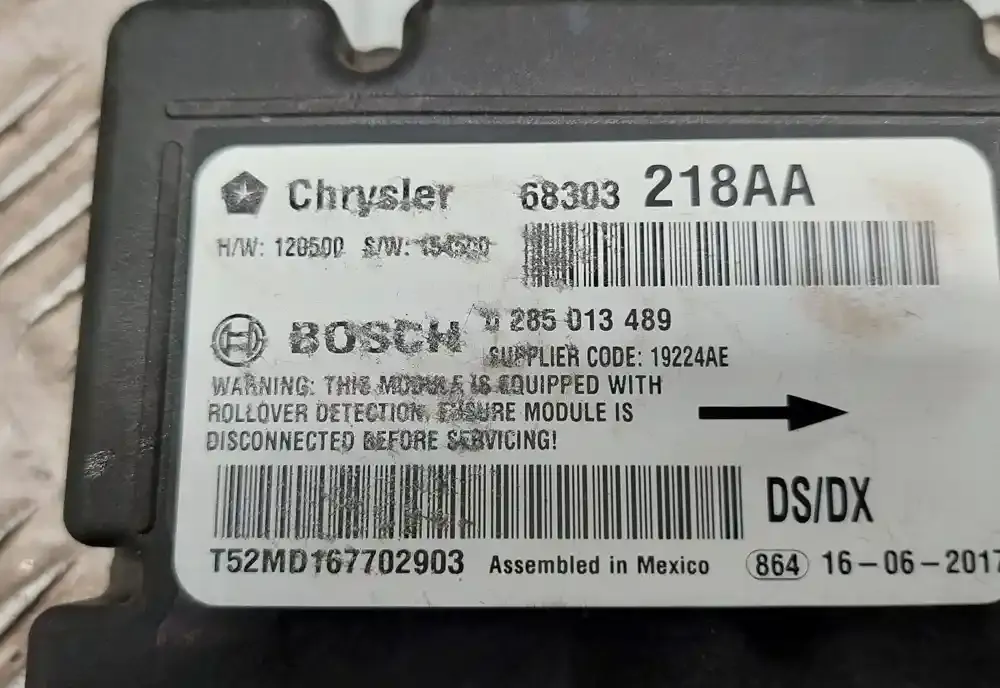 Chrysler 68303 218AA
H/W: 120500 S/W: 154500
BOSCH 0 285 013 489
SUPPLIER CODE: 19224AE
WARNING: THIS MODULE IS EQUIPPED WITH
ROLLOVER DETECTION, ENSURE MODULE IS
DISCONNECTED BEFORE SERVICING!
DS/DX
T52MD167702903 Assembled in Mexico 864 16-06-2017